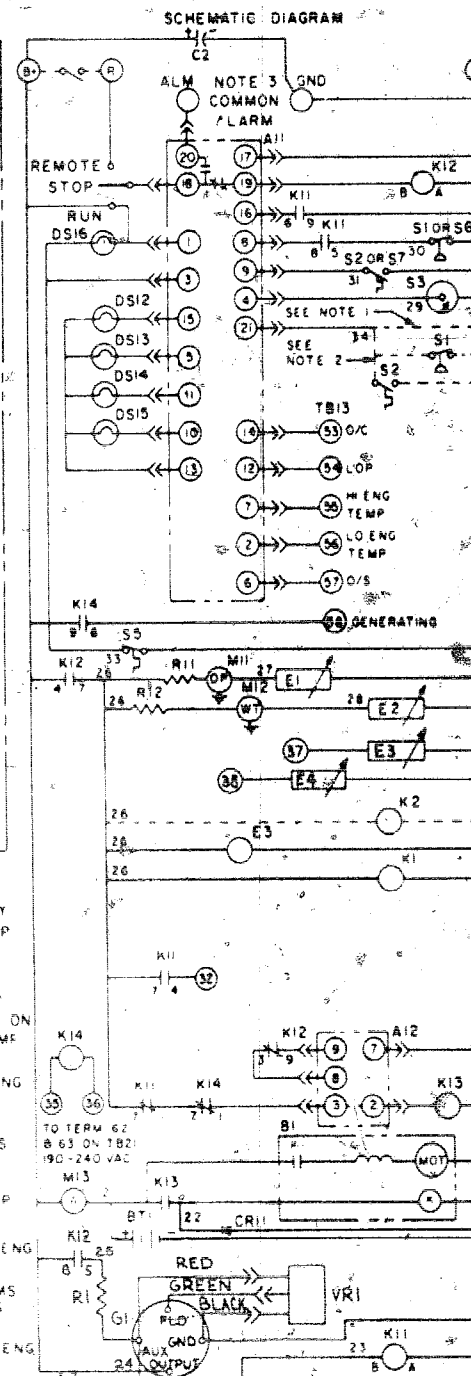 SCHEMATIC DIAGRAM
C2
B+
R
ALM
NOTE 3
GND
COMMON
ALARM
A11
20
17
REMOTE
STOP
18
19
K12
B
A
RUN
16
K11
6
9
DS16
1
8
K11
8
5
S1 OR S6
30
3
9
S2 OR S7
31
4
S3
29
DS12
15
21
SEE NOTE 1
34
DS13
5
SEE
NOTE 2
S1
DS14
11
S2
DS15
10
TB13
14
53
O/C
13
12
54
LOP
7
55
HI ENG
TEMP
2
56
LO ENG
TEMP
6
57
O/S
K14
9
6
GENERATING
S5
33
K12
4
7
26
R11
M11
OP
27
E1
26
R12
M12
WT
28
E2
37
E3
38
E4
26
K2
26
E3
26
K1
K11
7
4
32
ON
K14
K12
3
9
9
7
A12
8
K11
K14
3
2
K13
35
36
TO TERM 62
& 63 ON TB21
190-240 VAC
B1
MOT
M13
K13
22
BT1
CR11
ENG
K12
8
5
25
RED
GREEN
BLACK
VR1
R1
G1
FLD
GND
AUX
OUTPUT
24
K11
23
B
A
ENG